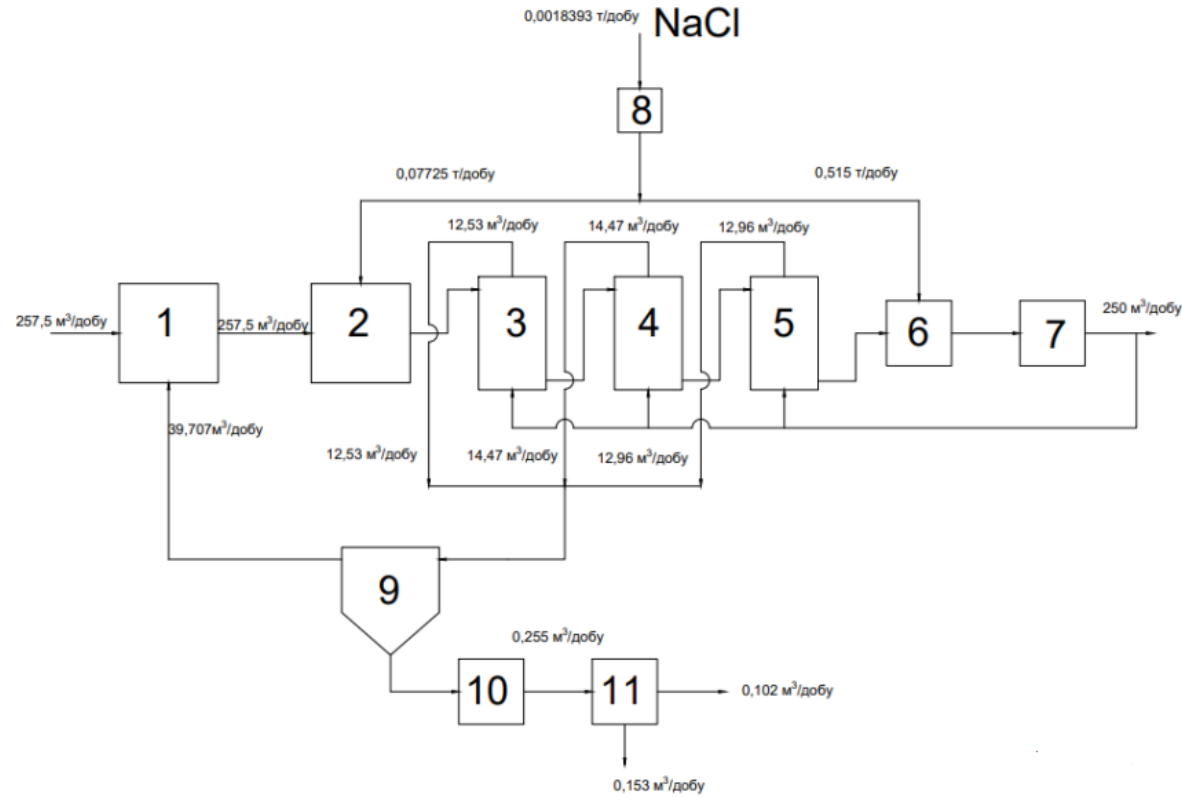 0,0018393 т/добу NaCl
8
0,07725 т/добу
0,515 т/добу
12,53 м³/добу
14,47 м³/добу
12,96 м³/добу
257,5 м³/добу
1
257,5 м³/добу
2
3
4
5
6
7
250 м³/добу
39,707м³/добу
12,53 м³/добу
14,47 м³/добу
12,96 м³/добу
9
0,255 м³/добу
10
11
0,102 м³/добу
0,153 м³/добу